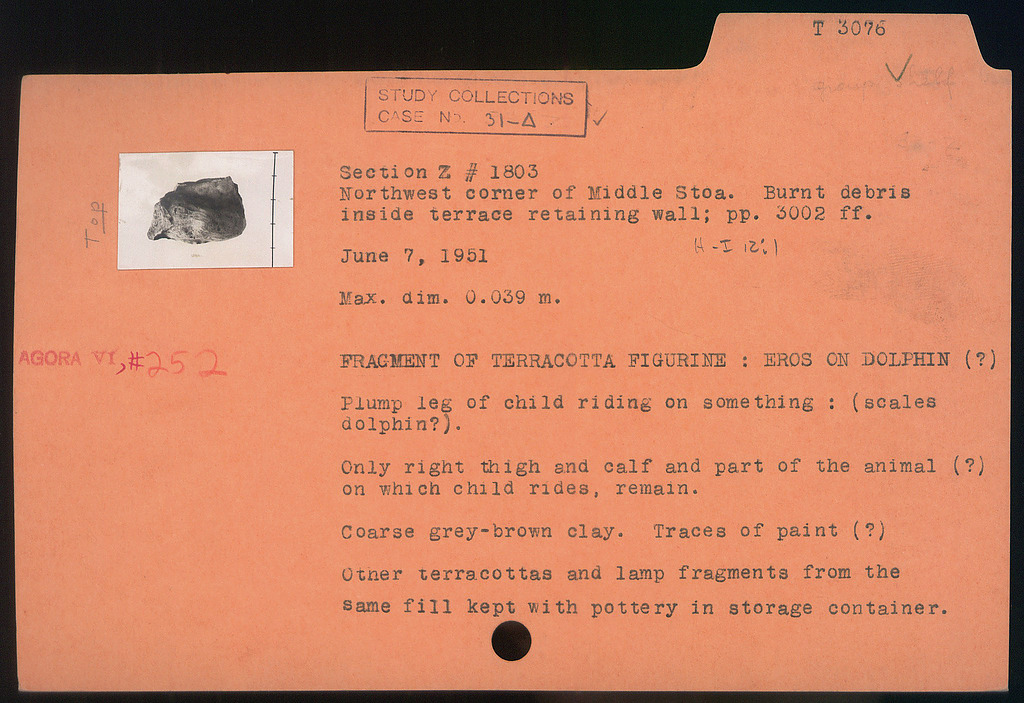 T 3076
STUDY COLLECTIONS
CASE NO. 31-Δ
Section Z # 1803
Northwest corner of Middle Stoa. Burnt debris
inside terrace retaining wall; pp. 3002 ff.
Top
June 7, 1951
Max. dim. 0.039 m.
AGORA VI, #252
FRAGMENT OF TERRACOTTA FIGURINE : EROS ON DOLPHIN (?)
Plump leg of child riding on something : (scales
dolphin?).
Only right thigh and calf and part of the animal (?)
on which child rides, remain.
Coarse grey-brown clay. Traces of paint (?)
Other terracottas and lamp fragments from the
same fill kept with pottery in storage container.